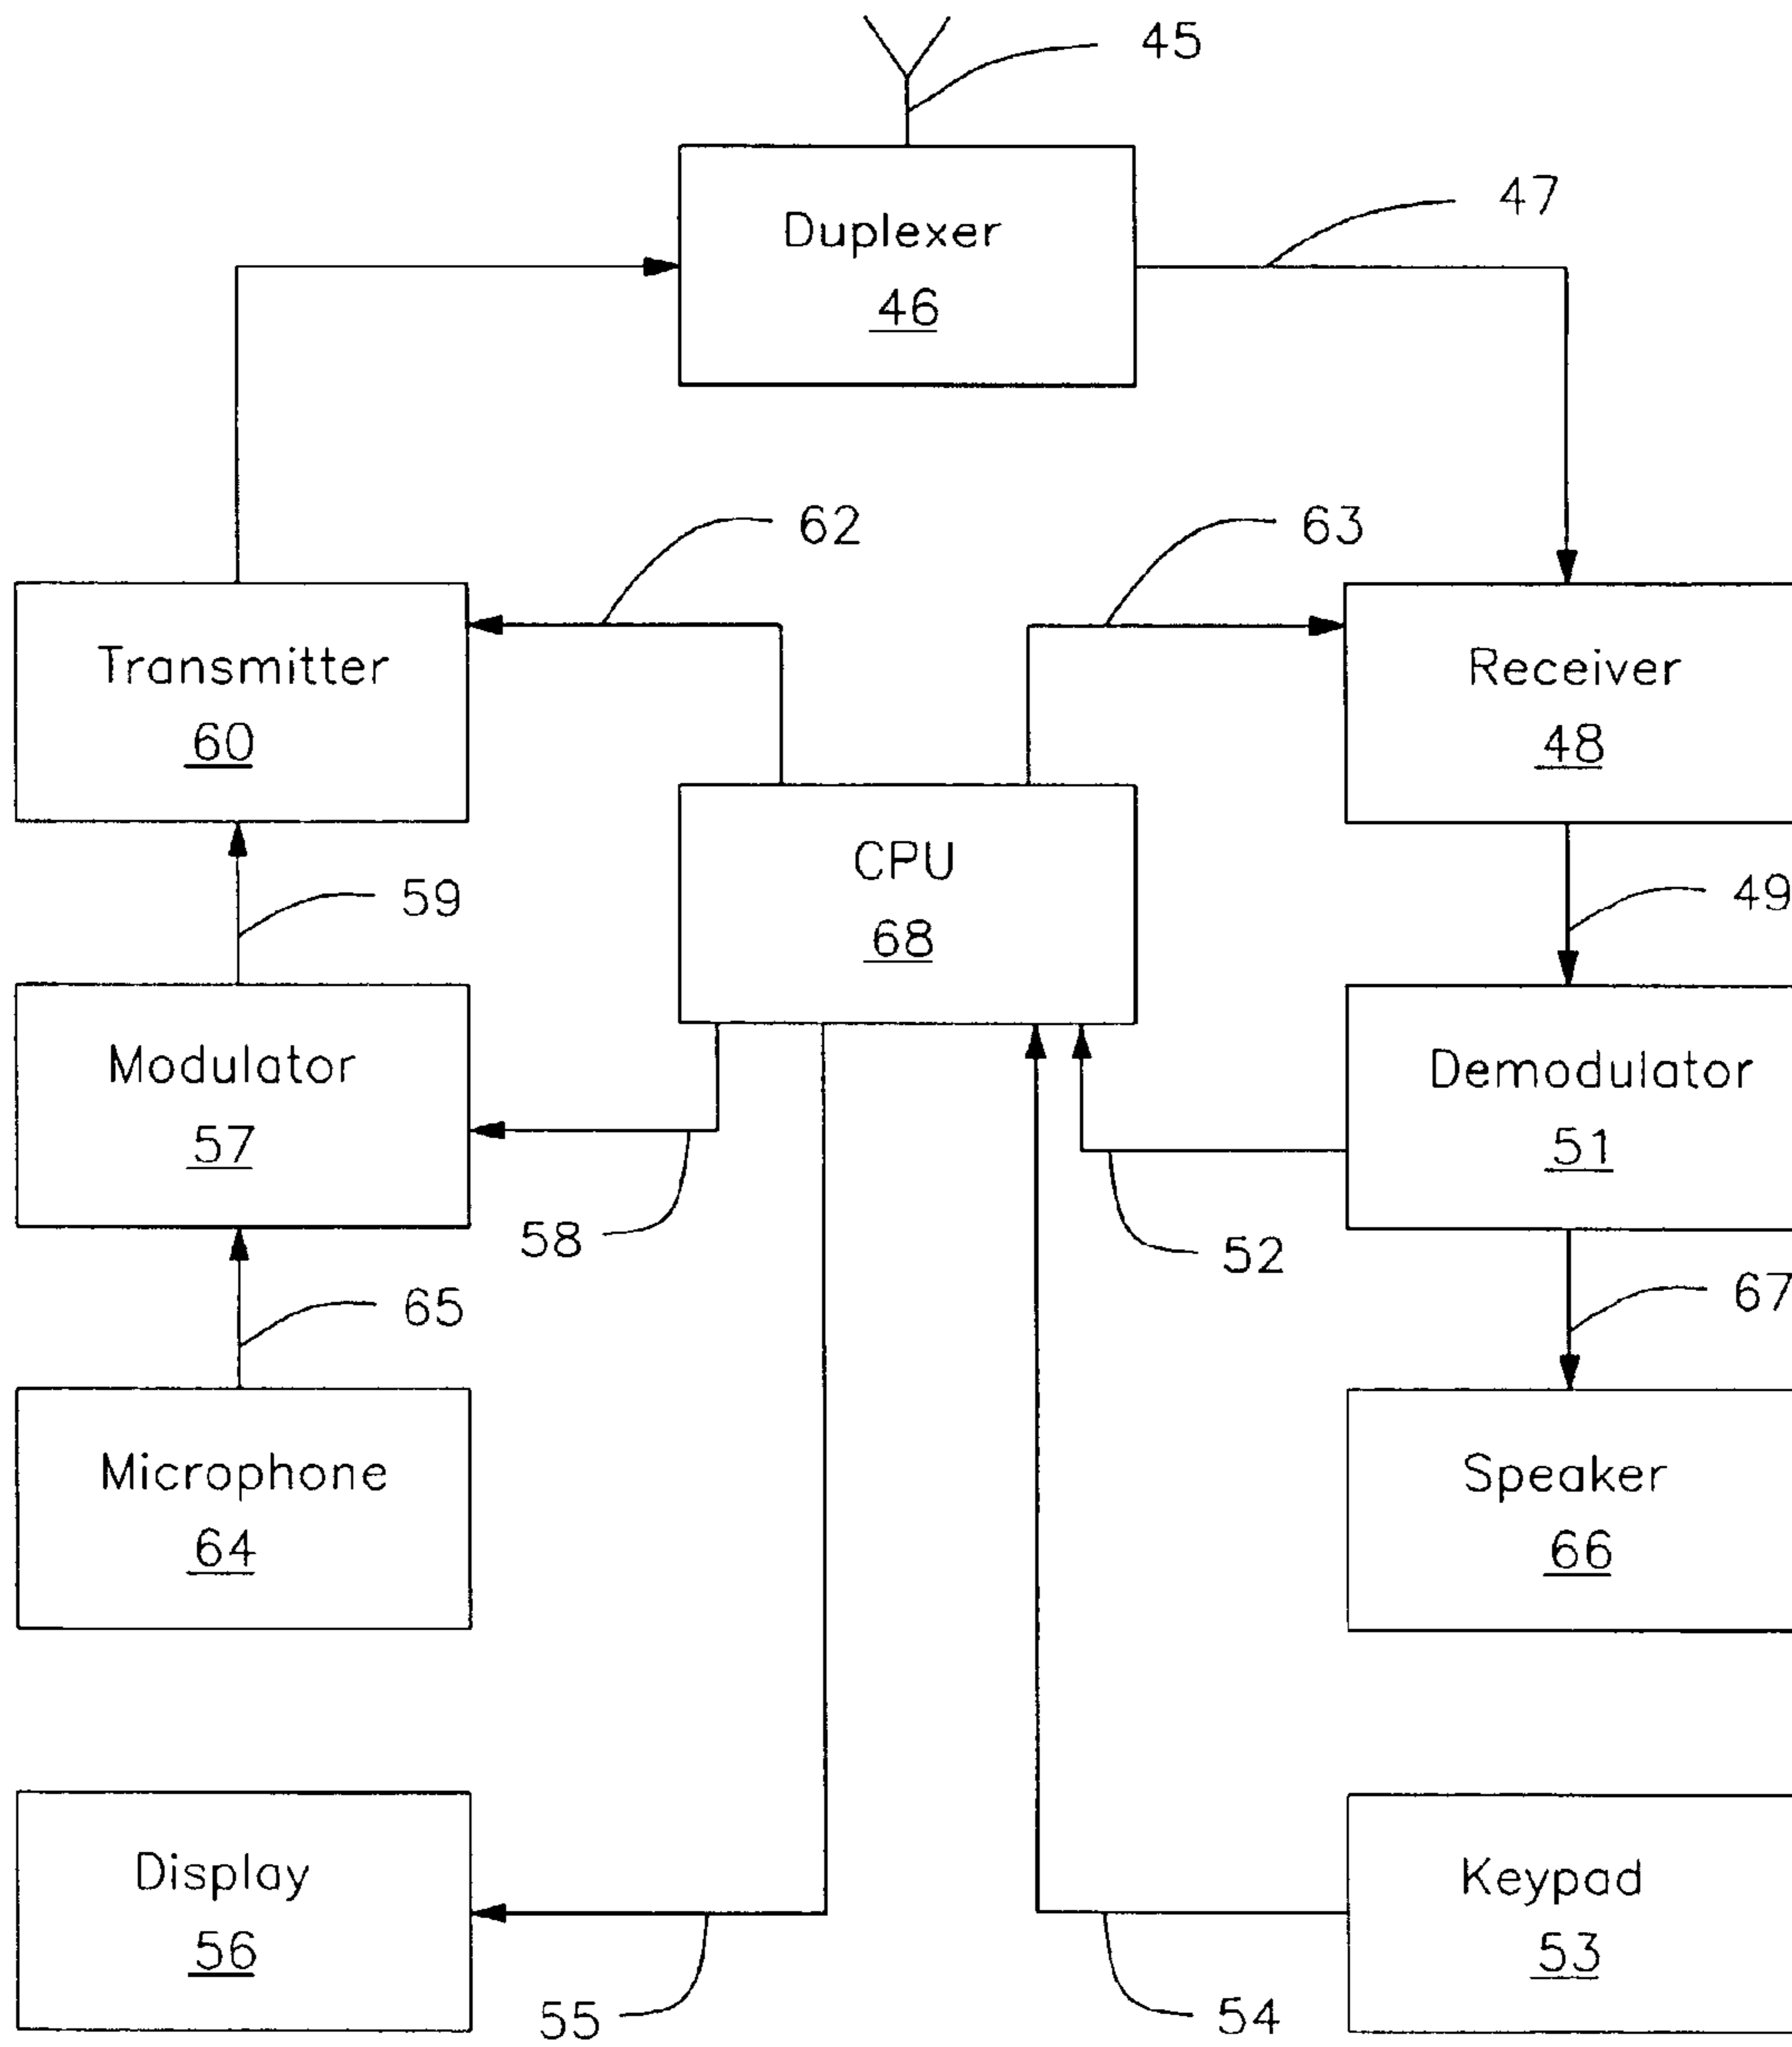 45
Duplexer
46
47
62
63
Transmitter
60
Receiver
48
CPU
68
59
49
Modulator
57
Demodulator
51
58
52
65
67
Microphone
64
Speaker
66
Display
56
Keypad
53
55
54